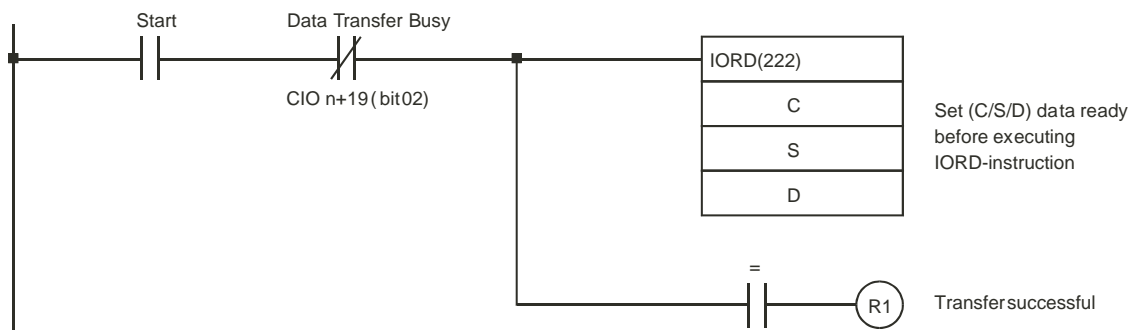 Start
Data Transfer Busy
CIO n+19 (bit02)
IORD(222)
C
S
D
Set (C/S/D) data ready
before executing
IORD-instruction
=
R1
Transfer successful